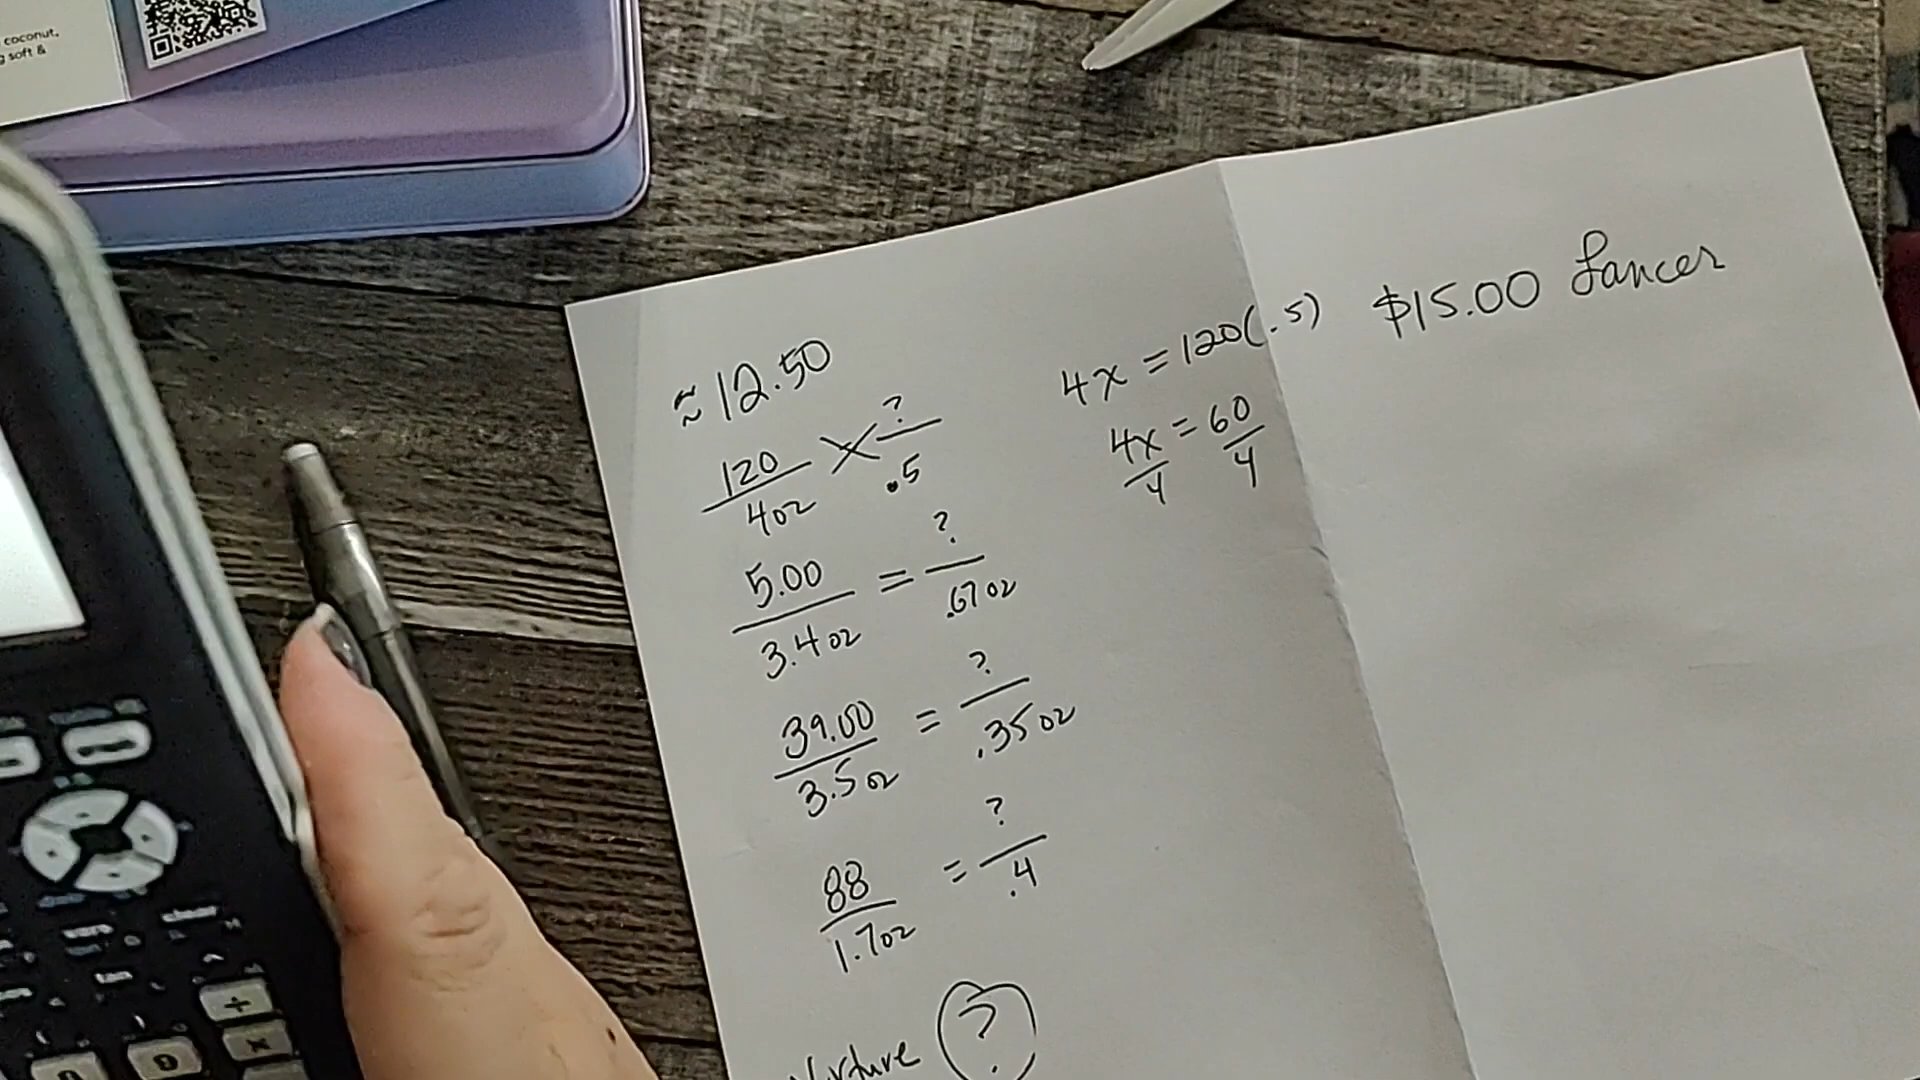 coconut,
g soft &
≈ 12.50
120/4oz × ?/.5
5.00/3.4oz = ?/.67oz
39.00/3.5oz = ?/.35oz
88/1.7oz = ?/.4
?
4x = 120(.5)
4x/4 = 60/4
$15.00 Lancer